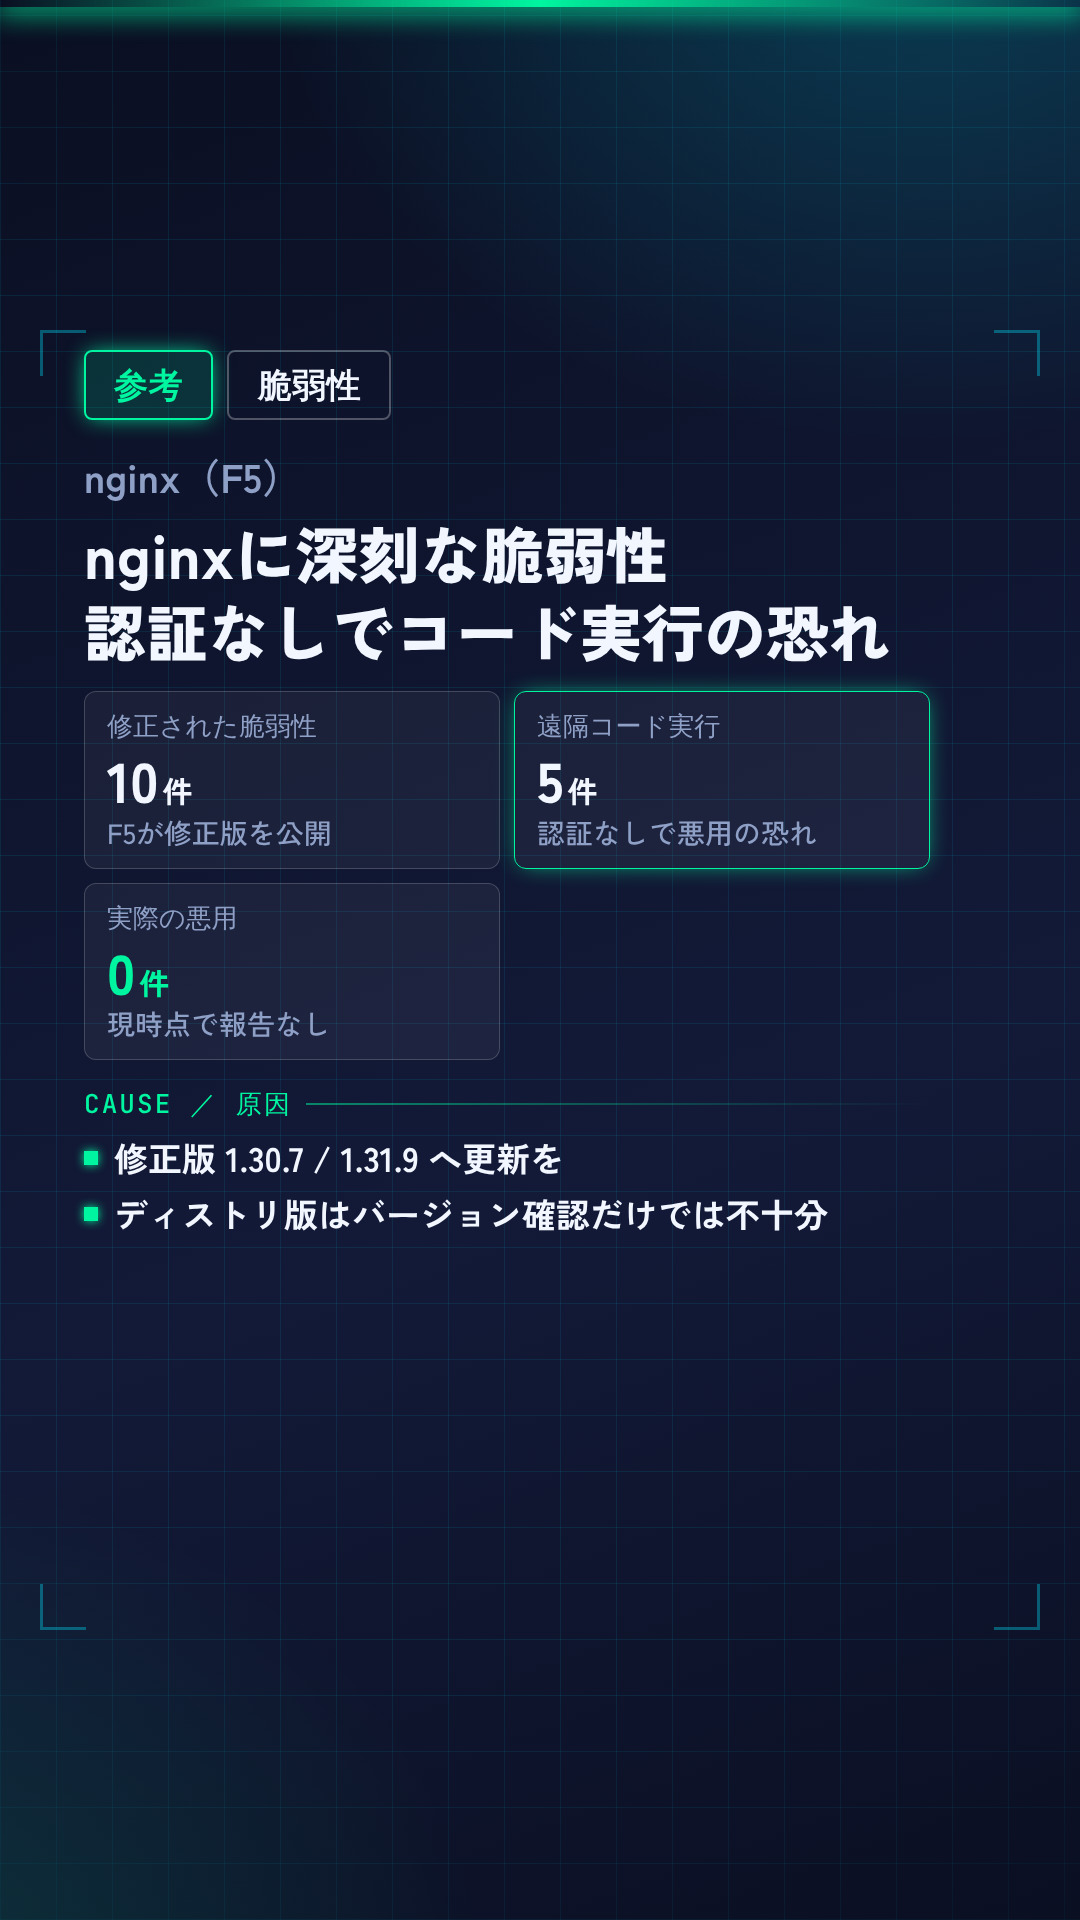 参考
脆弱性
nginx（F5）
nginxに深刻な脆弱性
認証なしでコード実行の恐れ
修正された脆弱性
10件
F5が修正版を公開
遠隔コード実行
5件
認証なしで悪用の恐れ
実際の悪用
0件
現時点で報告なし
CAUSE ／ 原因
修正版 1.30.7 / 1.31.9 へ更新を
ディストリ版はバージョン確認だけでは不十分